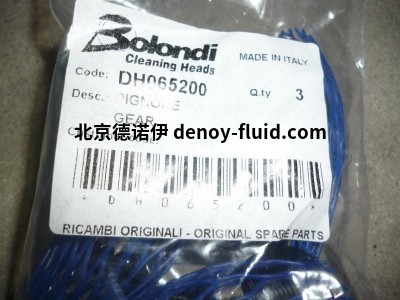 Bolondi
Cleaning Heads
MADE IN ITALY
Code: DH065200
Q.ty 3
Desc.: PIGNONE
北京德诺伊 denoy-fluid.com
GEAR
*DH065200*
RICAMBI ORIGINALI - ORIGINAL SPARE PARTS